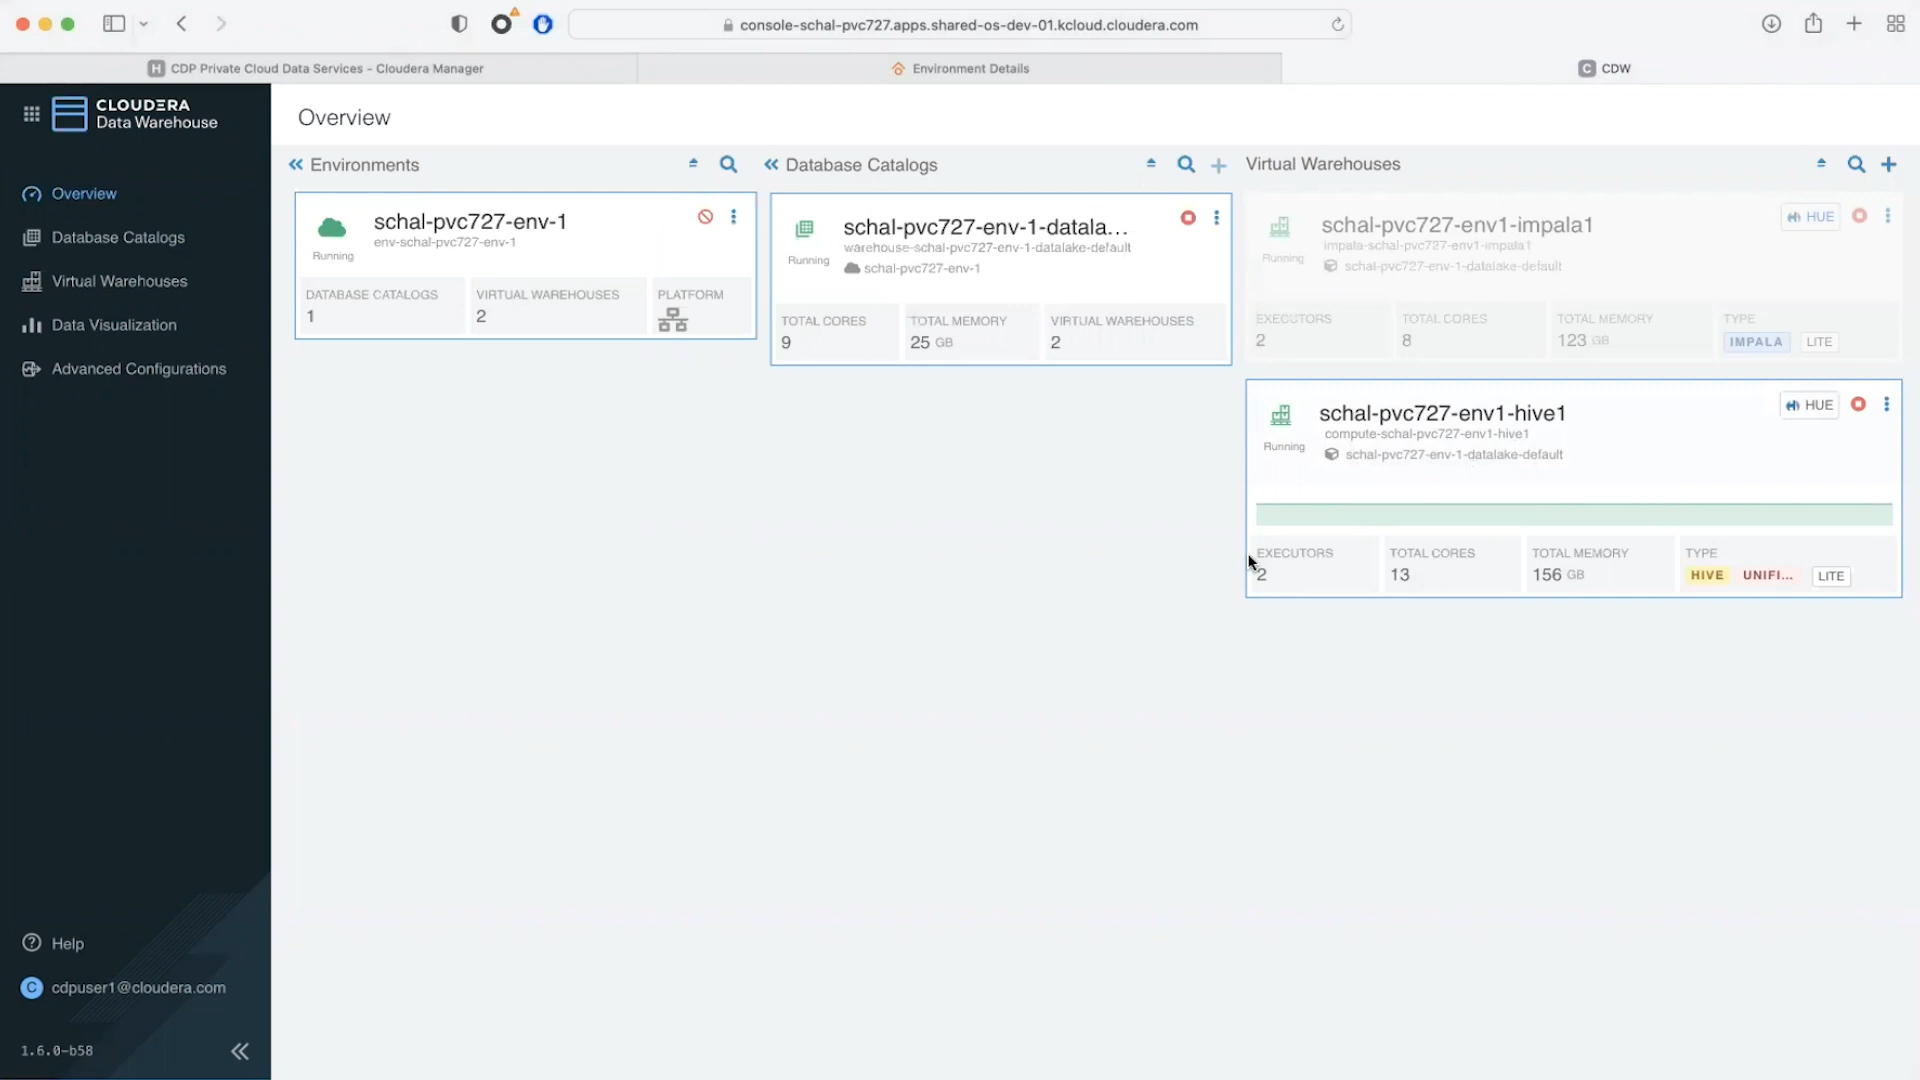 console-schal-pvc727.apps.shared-os-dev-01.kcloud.cloudera.com
H CDP Private Cloud Data Services - Cloudera Manager
Environment Details
C CDW
CLOUDERA
Data Warehouse
Overview
Database Catalogs
Virtual Warehouses
Data Visualization
Advanced Configurations
Help
C cdpuser1@cloudera.com
1.6.0-b58
Overview
Environments
schal-pvc727-env-1
env-schal-pvc727-env-1
Running
DATABASE CATALOGS
1
VIRTUAL WAREHOUSES
2
PLATFORM
Database Catalogs
schal-pvc727-env-1-datala...
warehouse-schal-pvc727-env-1-datalake-default
Running
schal-pvc727-env-1
TOTAL CORES
9
TOTAL MEMORY
25 GB
VIRTUAL WAREHOUSES
2
Virtual Warehouses
schal-pvc727-env1-impala1
HUE
impala-schal-pvc727-env1-impala1
Running
schal-pvc727-env-1-datalake-default
EXECUTORS
2
TOTAL CORES
8
TOTAL MEMORY
123 GB
TYPE
IMPALA LITE
schal-pvc727-env1-hive1
HUE
compute-schal-pvc727-env1-hive1
Running
schal-pvc727-env-1-datalake-default
EXECUTORS
2
TOTAL CORES
13
TOTAL MEMORY
156 GB
TYPE
HIVE UNIFI... LITE